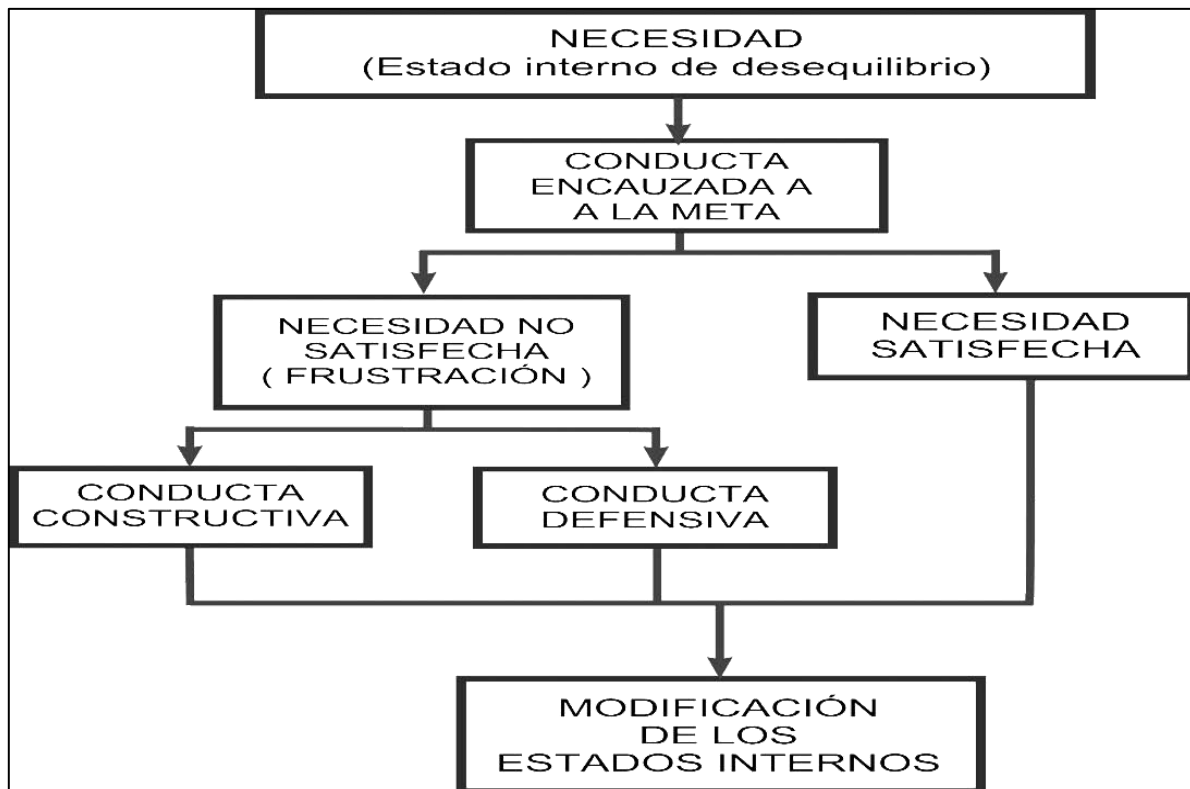 NECESIDAD
(Estado interno de desequilibrio)
CONDUCTA
ENCAUZADA A
A LA META
NECESIDAD NO
SATISFECHA
( FRUSTRACIÓN )
NECESIDAD
SATISFECHA
CONDUCTA
CONSTRUCTIVA
CONDUCTA
DEFENSIVA
MODIFICACIÓN
DE LOS
ESTADOS INTERNOS